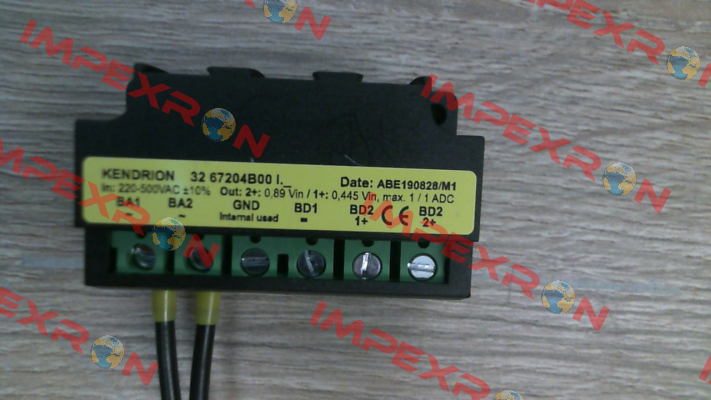 KENDRION 32 67204B00 I._ Date: ABE190828/M1
In: 220-500VAC ±10% Out: 2+: 0,89 Vin / 1+: 0,445 Vin, max. 1 / 1 ADC
BA1 BA2 GND BD1 BD2 CE BD2
~ ~ Internal used = 1+ 2+
IMPEXRON
IMPEXRON
IMPEXRON
IMPEXRON
IMPEXRON
IMPEXRON
IMPEXRON